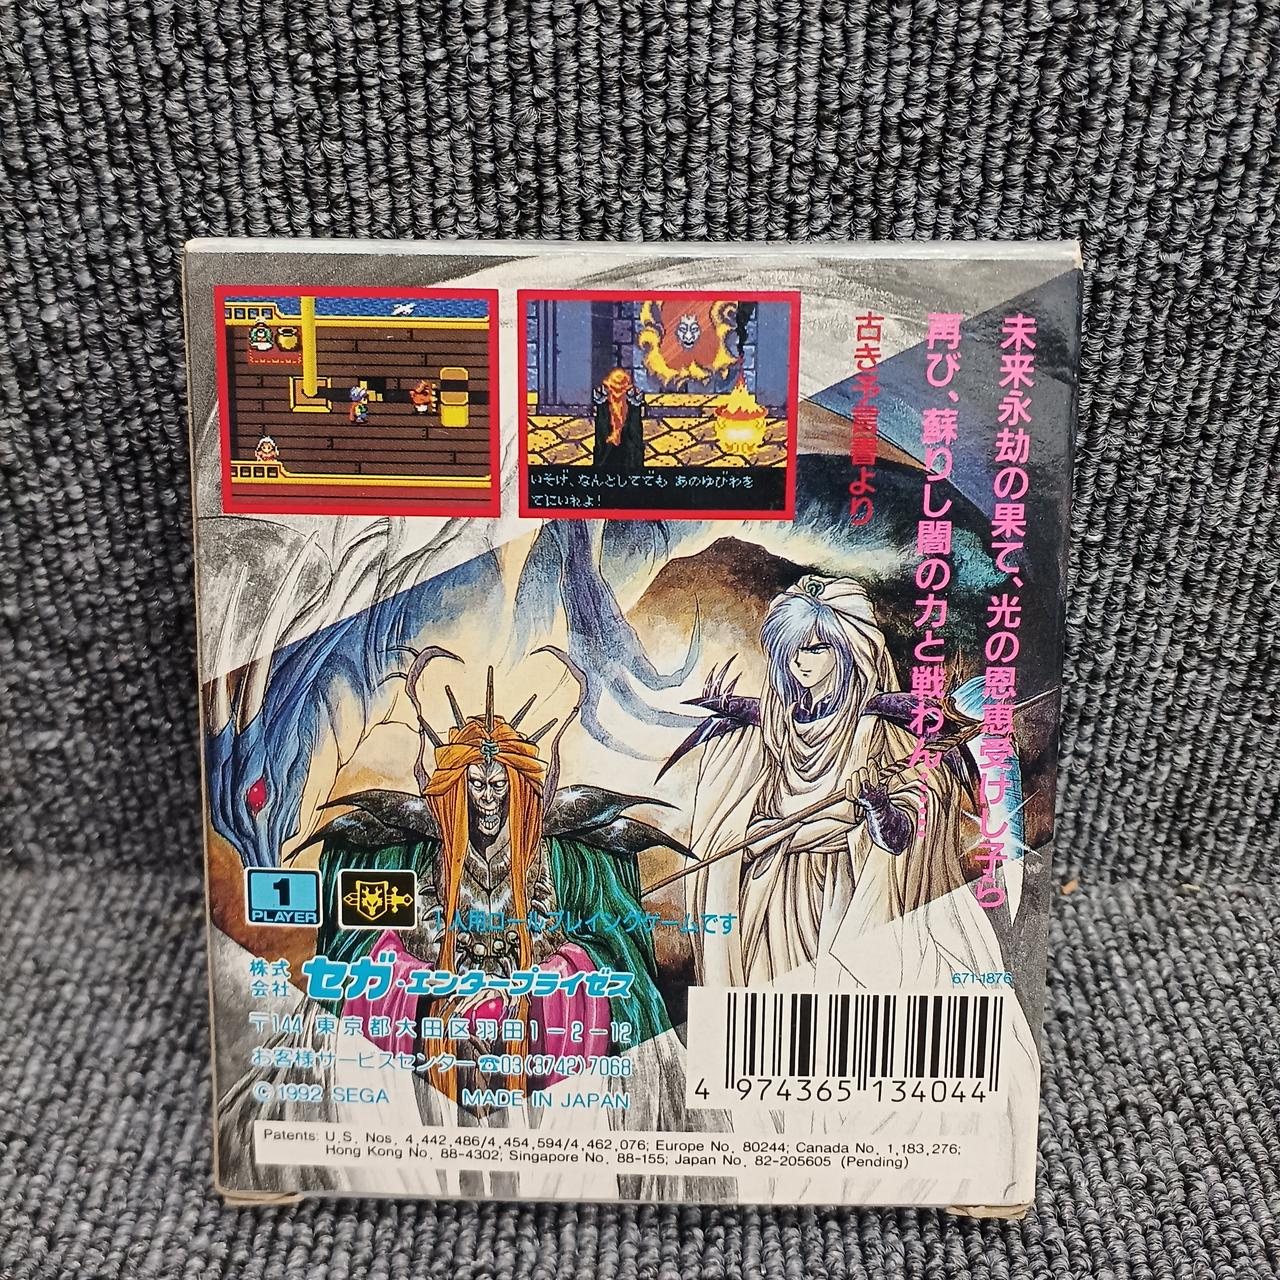 未来永劫の果て、光の恩恵受けし子ら
再び、蘇りし闇の力と戦わん……
古き予言書より
いそげ、なんとしてでも あのゆびわを
てにいれよ!
1
PLAYER
1人用ロールプレイングゲームです
株式会社 セガ・エンタープライゼス
〒144 東京都大田区羽田1-2-12
お客様サービスセンター ☎03(3742)7068
© 1992 SEGA MADE IN JAPAN
671-1876
4 974365 134044
Patents: U.S. Nos. 4,442,486/4,454,594/4,462,076; Europe No. 80244; Canada No. 1,183,276;
Hong Kong No. 88-4302; Singapore No. 88-155; Japan No. 82-205605 (Pending)